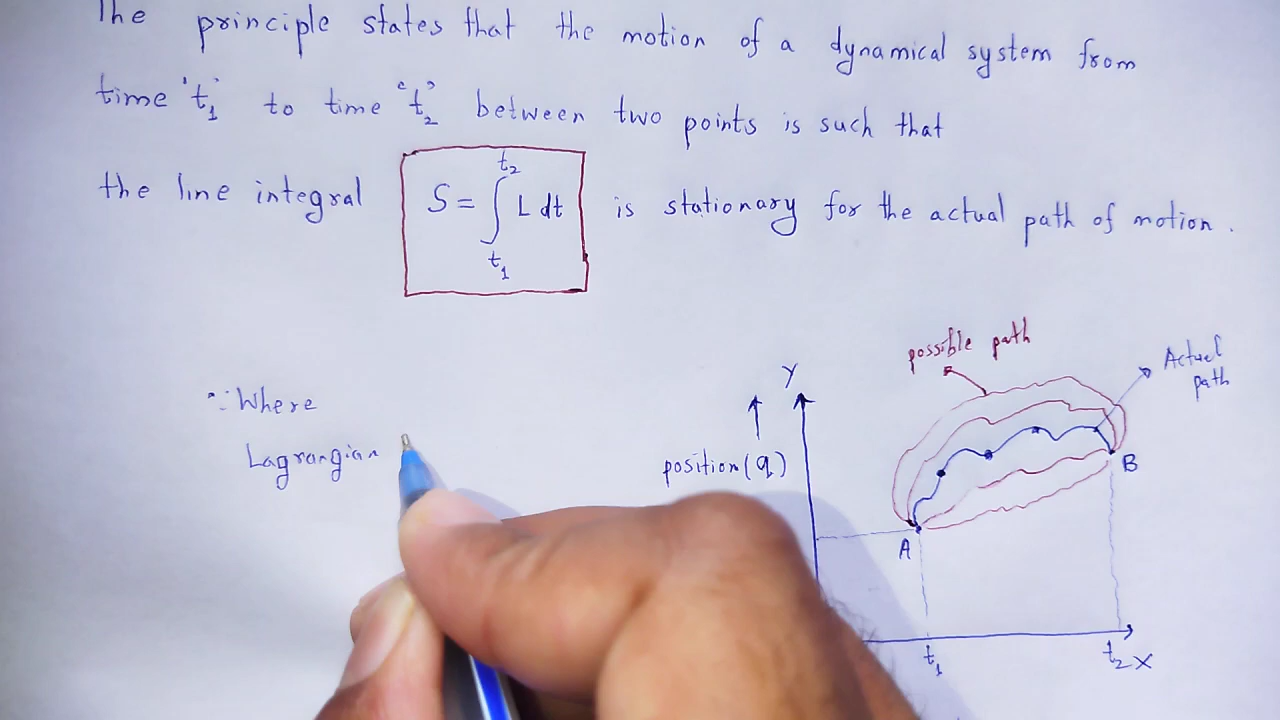 The principle states that the motion of a dynamical system from
time 't₁' to time 't₂' between two points is such that
the line integral S = ∫ₜ₁ᵗ₂ L dt is stationary for the actual path of motion.
possible path
Actual path
Y
∵ Where
Lagrangian
position (q)
B
A
t₁
t₂ X